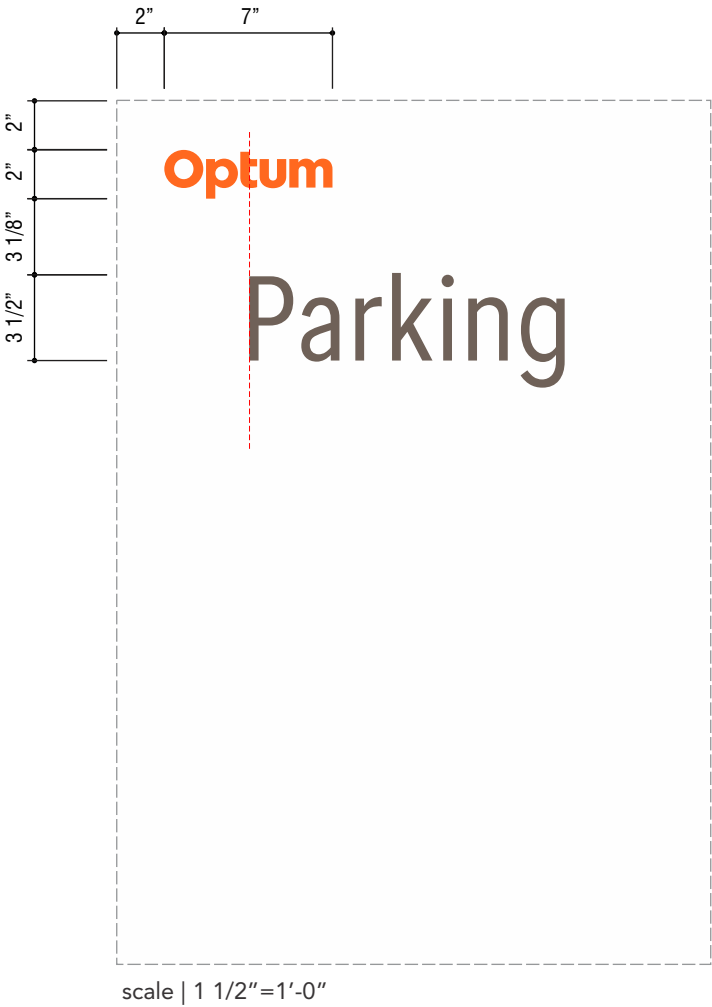 2” 7”
2”
2”
3 1/8”
3 1/2”
Optum
Parking
scale | 1 1/2”=1’-0”